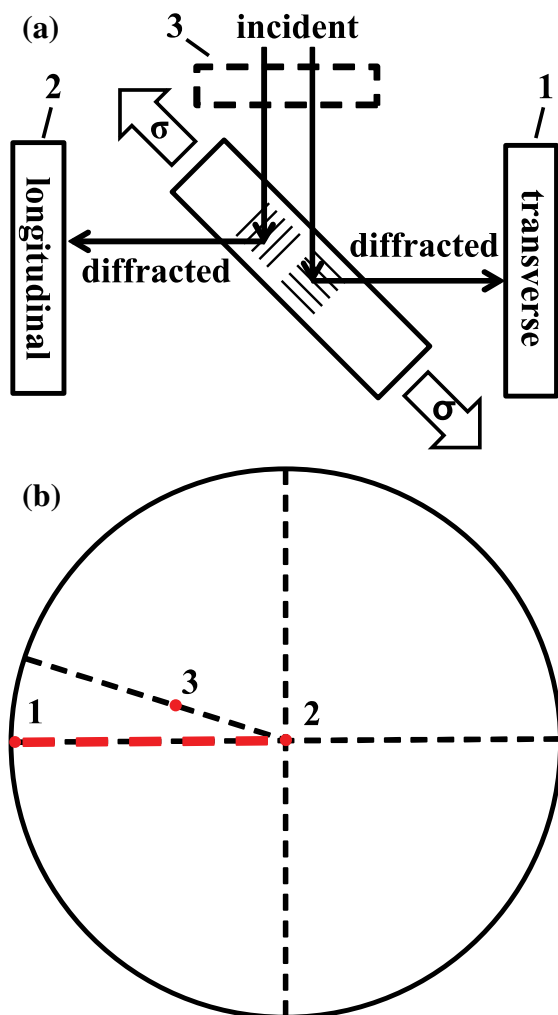 (a)
3 incident
2
1
σ
longitudinal
transverse
diffracted
diffracted
σ
(b)
3
1
2